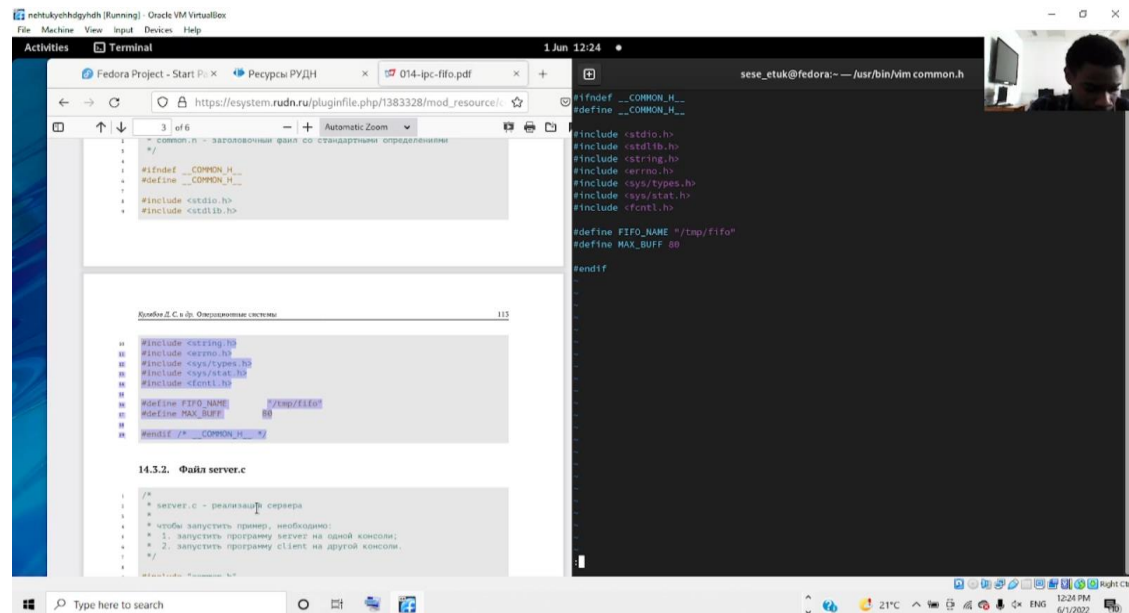 nehtukyehhdgyhdh [Running] - Oracle VM VirtualBox
File Machine View Input Devices Help
Activities Terminal 1 Jun 12:24
Fedora Project - Start Pa Ресурсы РУДН 014-ipc-fifo.pdf
https://esystem.rudn.ru/pluginfile.php/1383328/mod_resource/c
3 of 6 Automatic Zoom
3 * common.h - заголовочный файл со стандартными определениями
*/
#ifndef __COMMON_H__
#define __COMMON_H__
#include <stdio.h>
#include <stdlib.h>
Кулябов Д. С. и др. Операционные системы 113
#include <string.h>
#include <errno.h>
#include <sys/types.h>
#include <sys/stat.h>
#include <fcntl.h>
#define FIFO_NAME "/tmp/fifo"
#define MAX_BUFF 80
#endif /* __COMMON_H__ */
14.3.2. Файл server.c
/*
* server.c - реализация сервера
*
* чтобы запустить пример, необходимо:
* 1. запустить программу server на одной консоли;
* 2. запустить программу client на другой консоли.
*/
#include "common.h"
sese_etuk@fedora:~ — /usr/bin/vim common.h
#ifndef __COMMON_H__
#define __COMMON_H__
#include <stdio.h>
#include <stdlib.h>
#include <string.h>
#include <errno.h>
#include <sys/types.h>
#include <sys/stat.h>
#include <fcntl.h>
#define FIFO_NAME "/tmp/fifo"
#define MAX_BUFF 80
#endif
~
:
Right Ct
Type here to search
21°C ENG 12:24 PM
6/1/2022